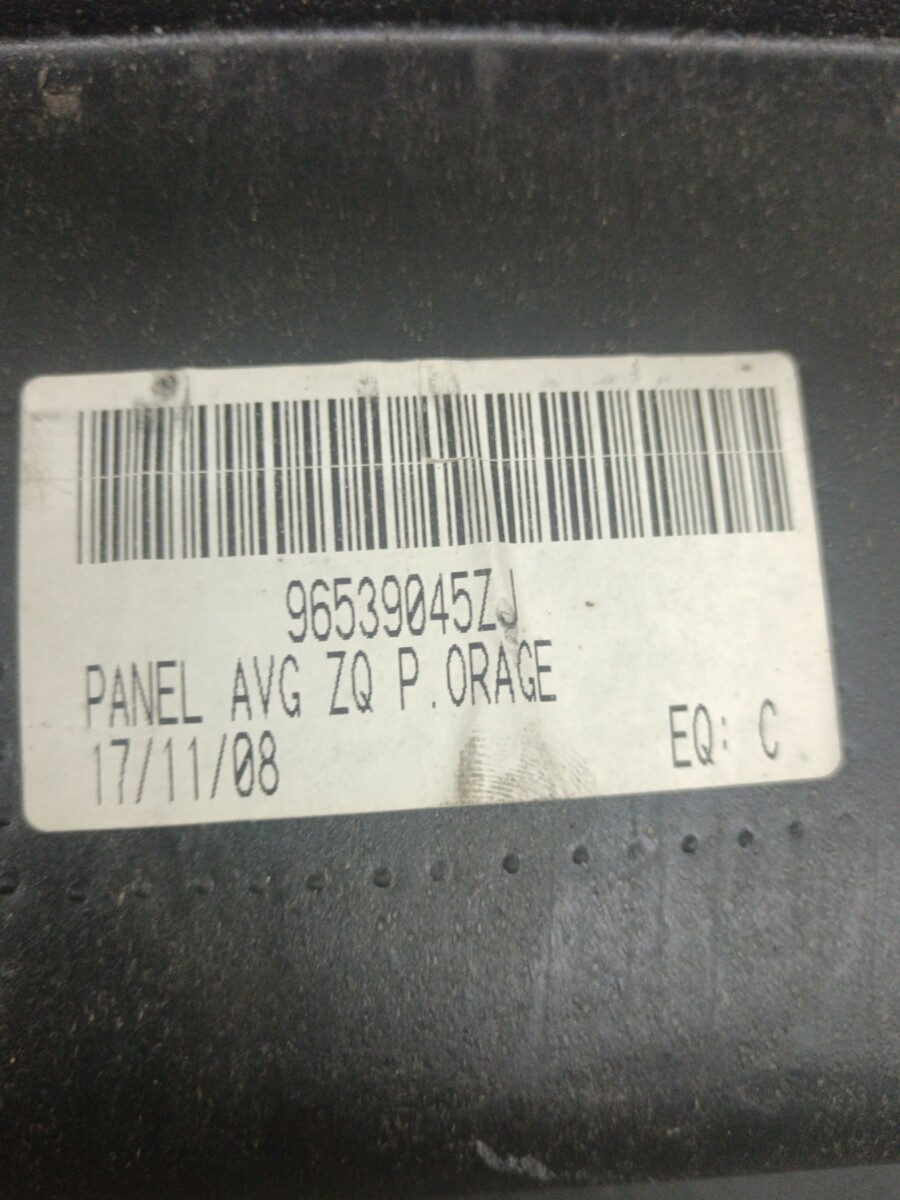 96539045ZJ
PANEL AVG ZQ P.ORAGE
17/11/08 EQ: C